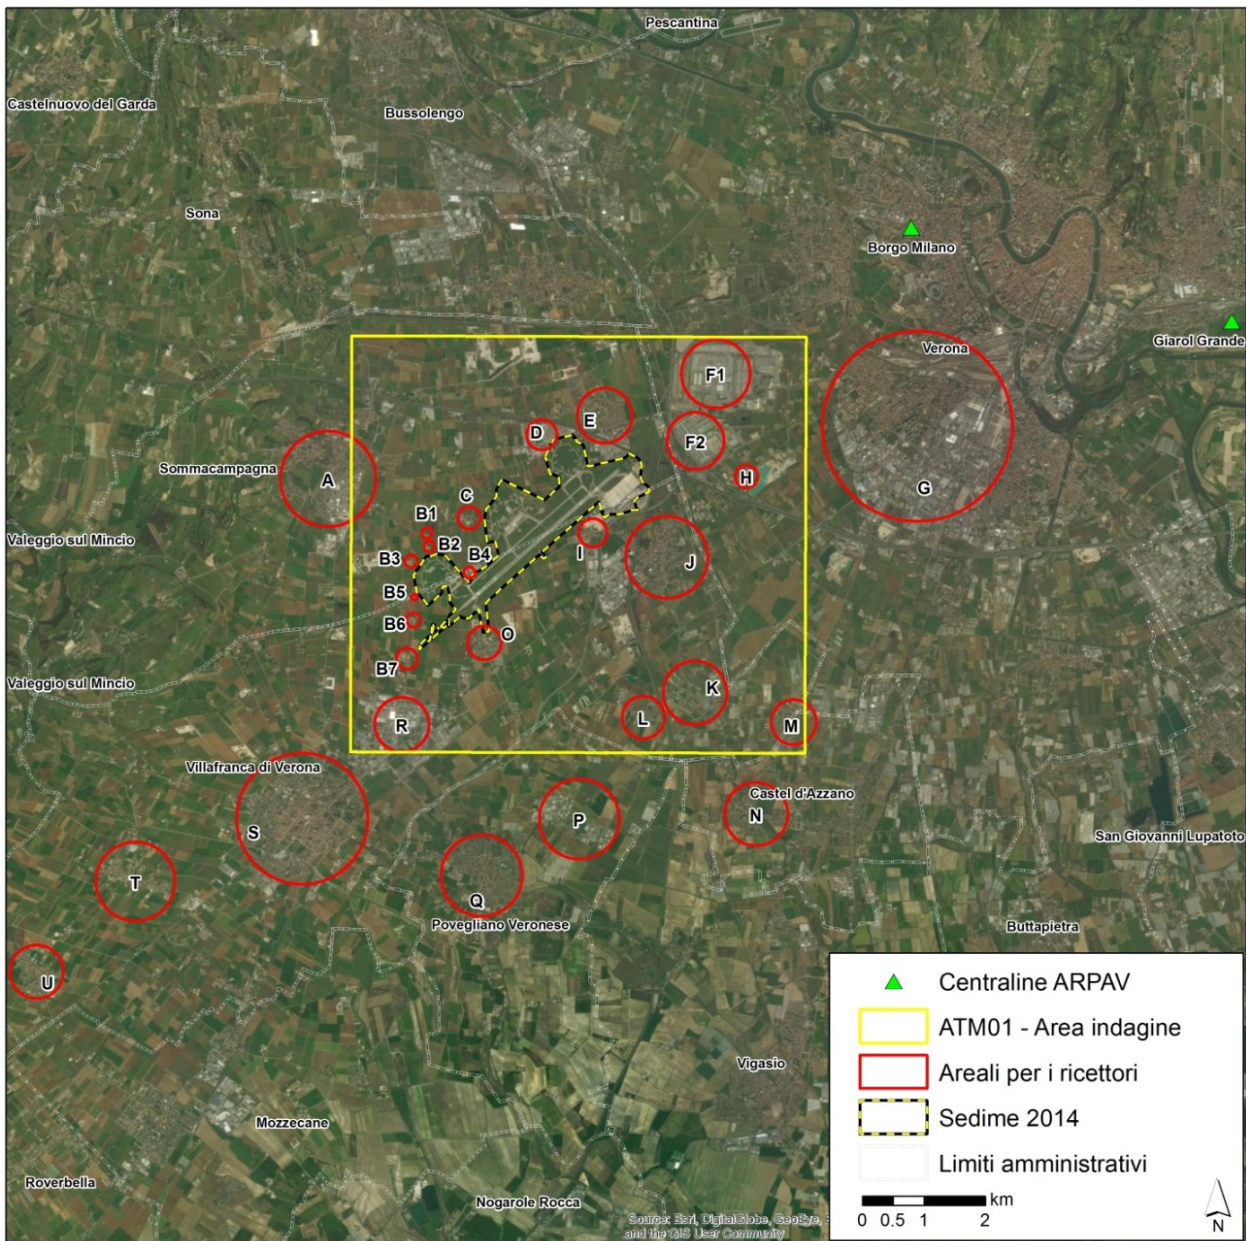 Pescantina
Castelnuovo del Garda
Bussolengo
Sona
Borgo Milano
Giarol Grande
Verona
F1
D
E
F2
Sommacampagna
A
H
G
C
B1
Valeggio sul Mincio
B2
B3
B4
I
J
B5
B6
O
B7
Valeggio sul Mincio
K
L
M
R
Villafranca di Verona
Castel d'Azzano
N
P
S
San Giovanni Lupatoto
T
Q
Povegliano Veronese
Buttapietra
U
Centraline ARPAV
ATM01 - Area indagine
Vigasio
Areali per i ricettori
Mozzecane
Sedime 2014
Limiti amministrativi
Roverbella
km
0 0.5 1 2
N
Nogarole Rocca
Source: Esri, DigitalGlobe, GeoEye,
and the GIS User Community